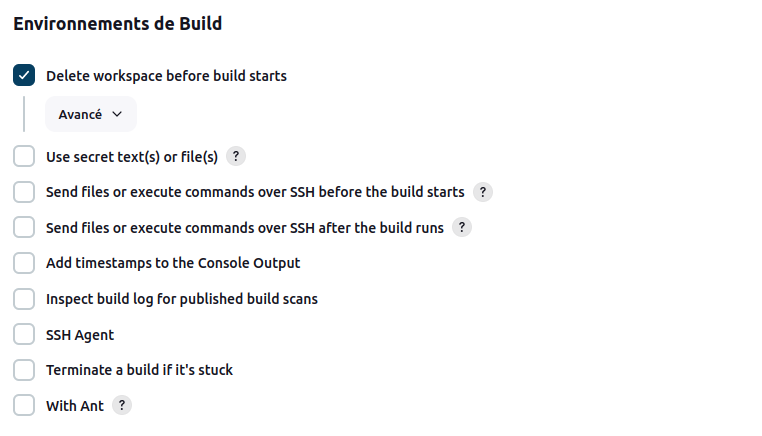 Environnements de Build
Delete workspace before build starts
Avancé
Use secret text(s) or file(s) ?
Send files or execute commands over SSH before the build starts ?
Send files or execute commands over SSH after the build runs ?
Add timestamps to the Console Output
Inspect build log for published build scans
SSH Agent
Terminate a build if it's stuck
With Ant ?